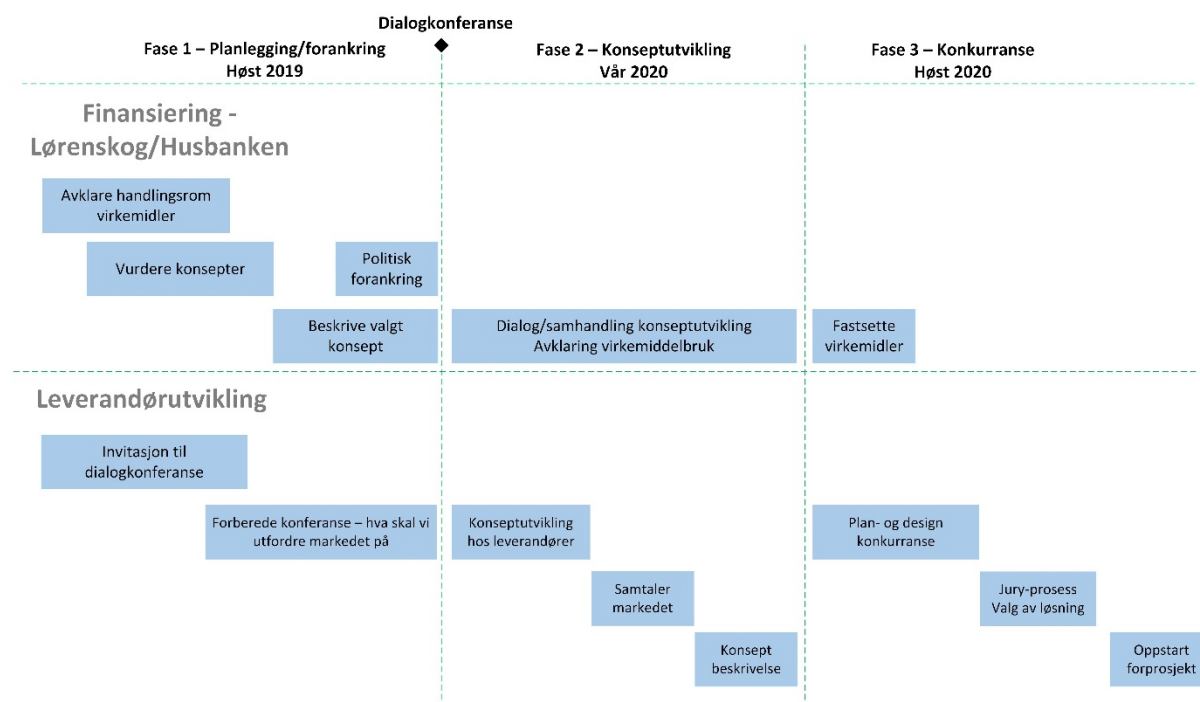 Dialogkonferanse
Fase 1 – Planlegging/forankring
Høst 2019
Fase 2 – Konseptutvikling
Vår 2020
Fase 3 – Konkurranse
Høst 2020
Finansiering -
Lørenskog/Husbanken
Avklare handlingsrom
virkemidler
Vurdere konsepter
Politisk
forankring
Beskrive valgt
konsept
Dialog/samhandling konseptutvikling
Avklaring virkemiddelbruk
Fastsette
virkemidler
Leverandørutvikling
Invitasjon til
dialogkonferanse
Forberede konferanse – hva skal vi
utfordre markedet på
Konseptutvikling
hos leverandører
Plan- og design
konkurranse
Samtaler
markedet
Jury-prosess
Valg av løsning
Konsept
beskrivelse
Oppstart
forprosjekt